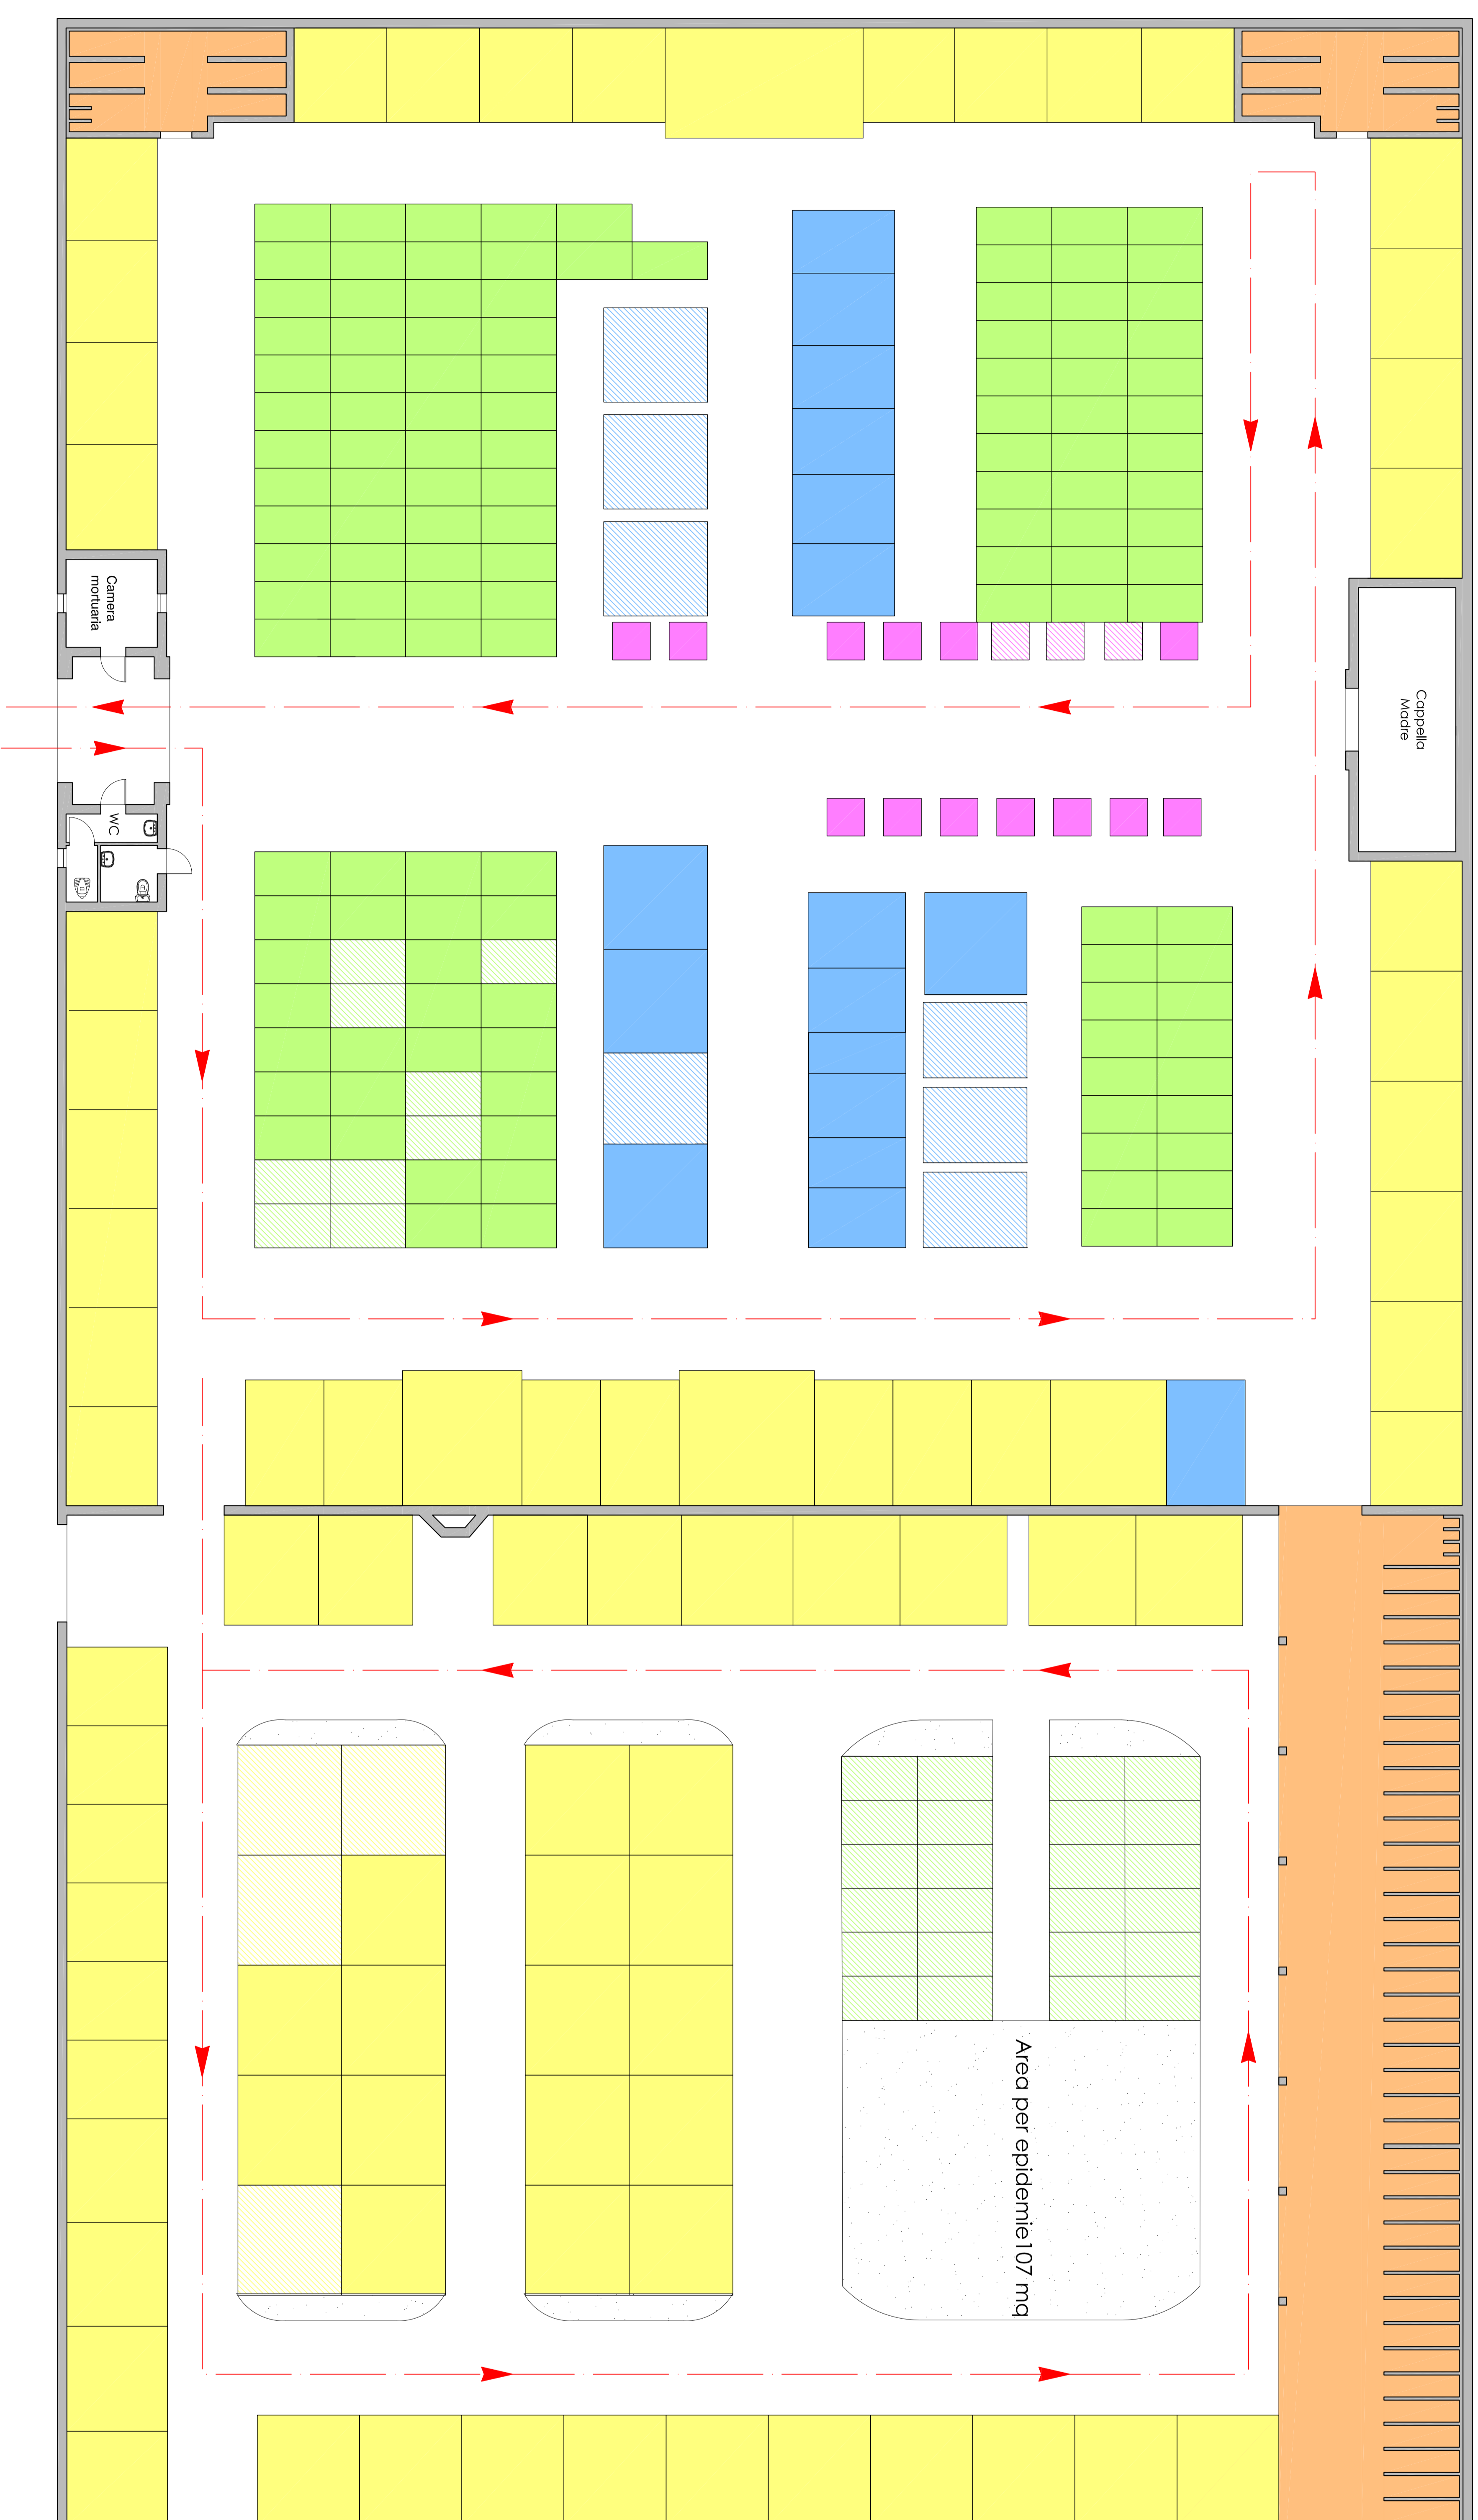 Camera
mortuaria
WC
Cappella
Madre
Area per epidemie107 mq